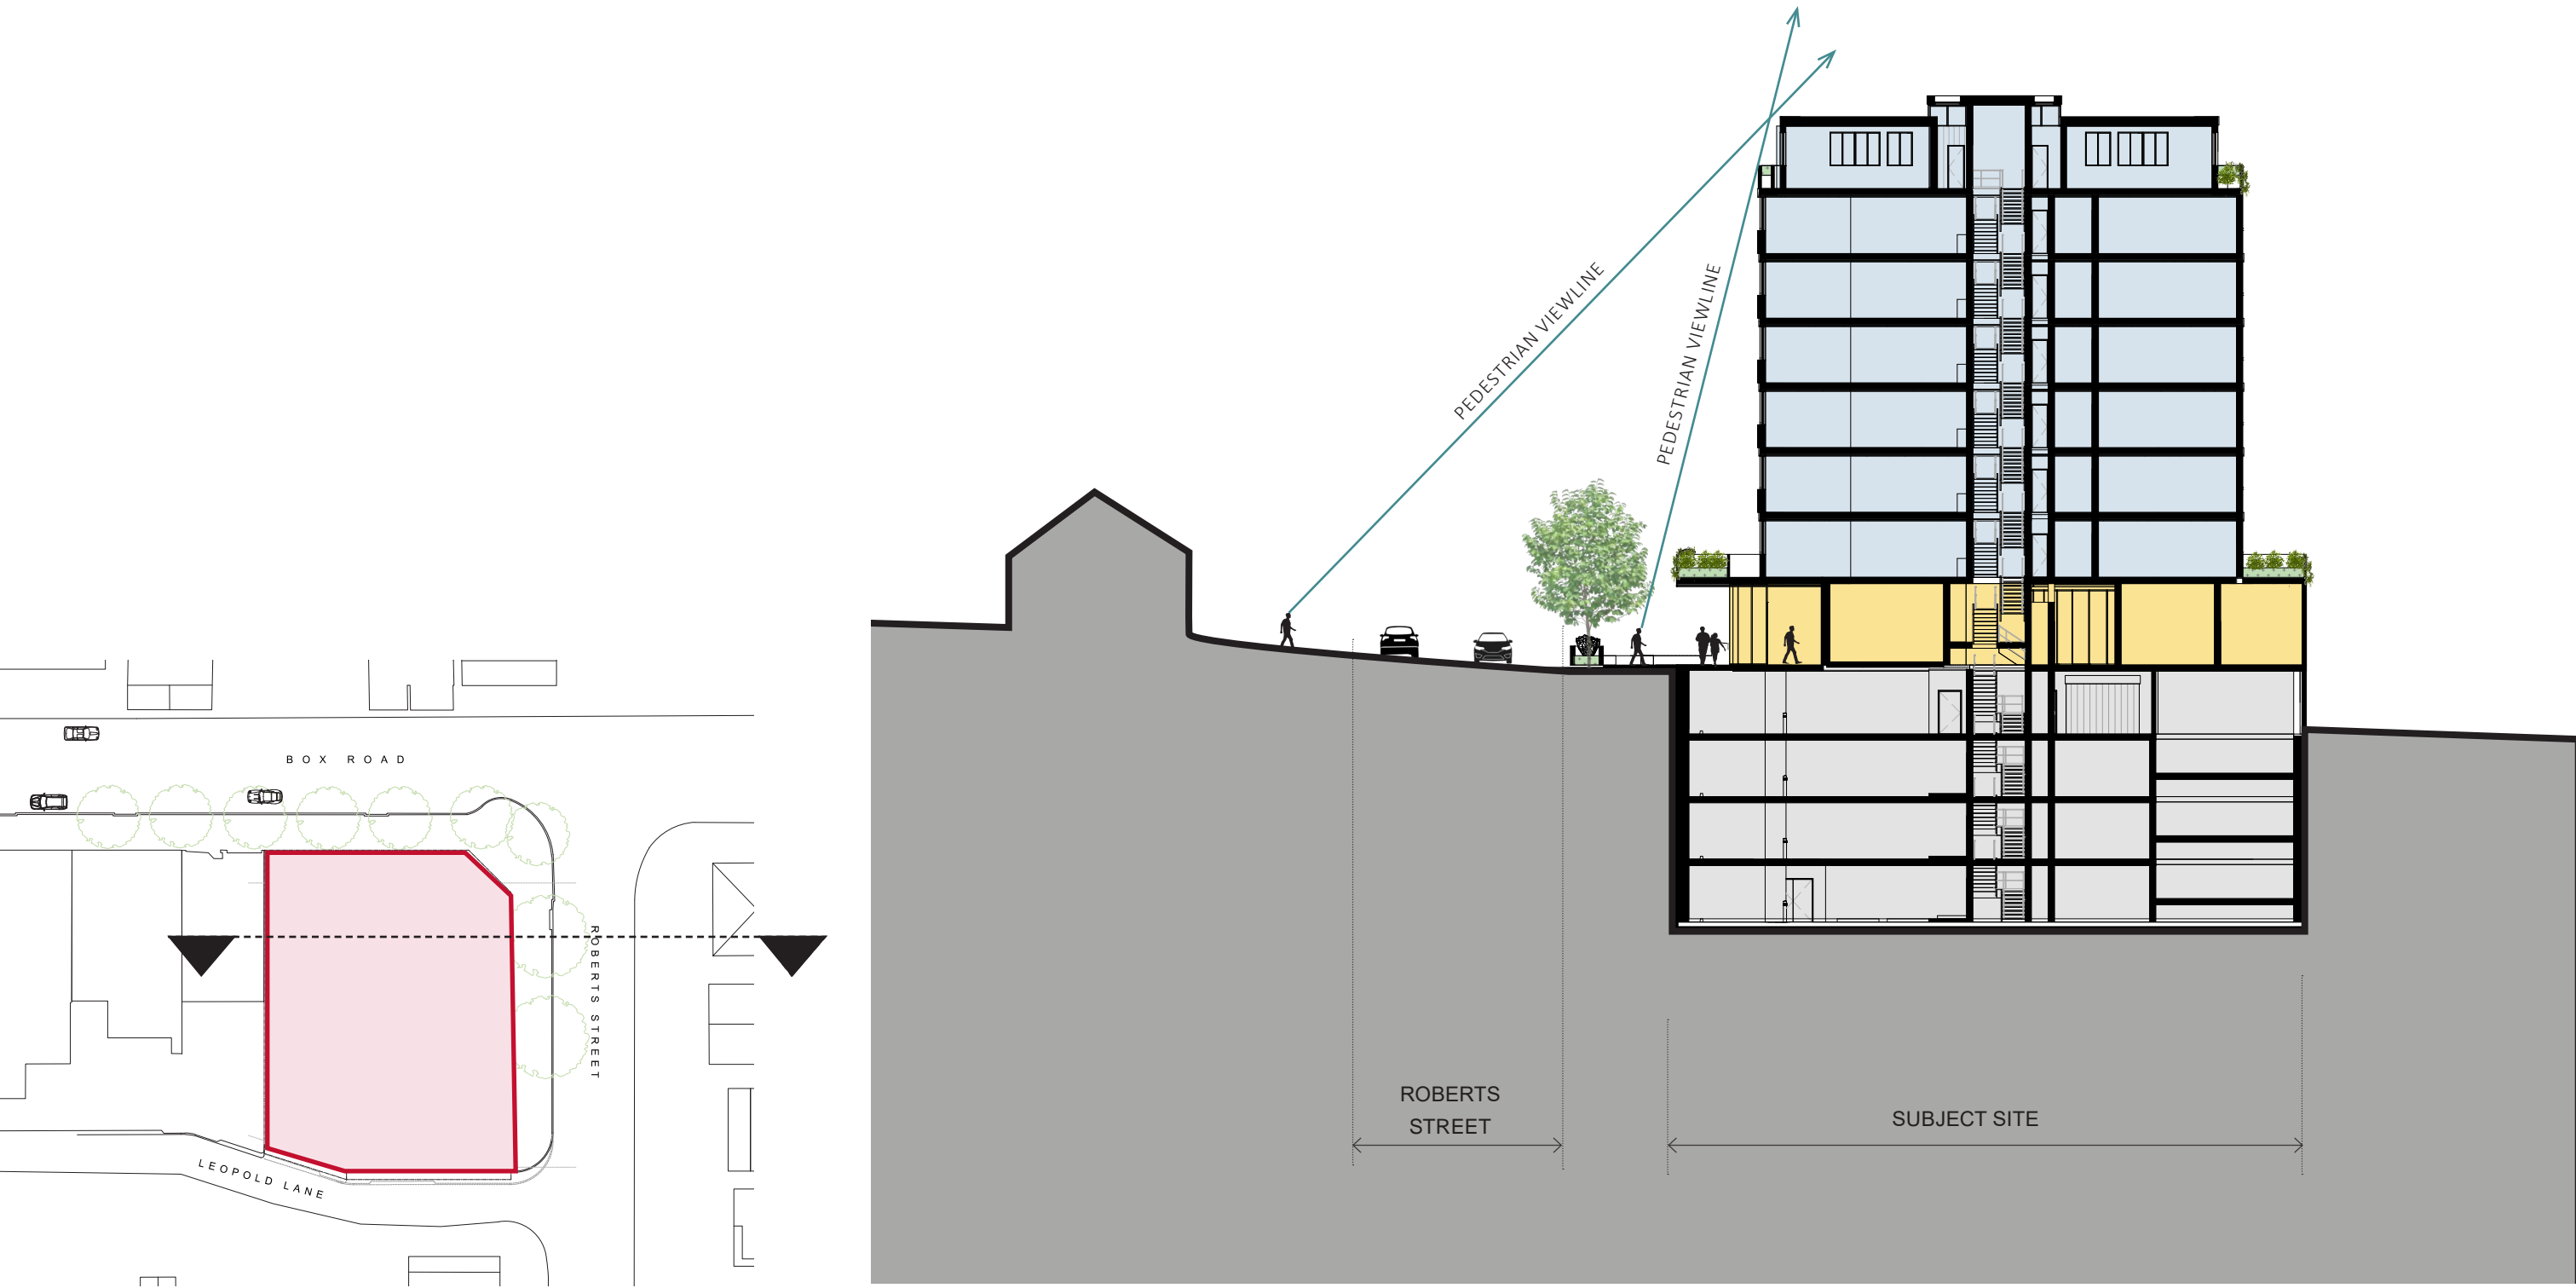 BOX ROAD
ROBERTS STREET
LEOPOLD LANE
PEDESTRIAN VIEWLINE
PEDESTRIAN VIEWLINE
ROBERTS
STREET
SUBJECT SITE